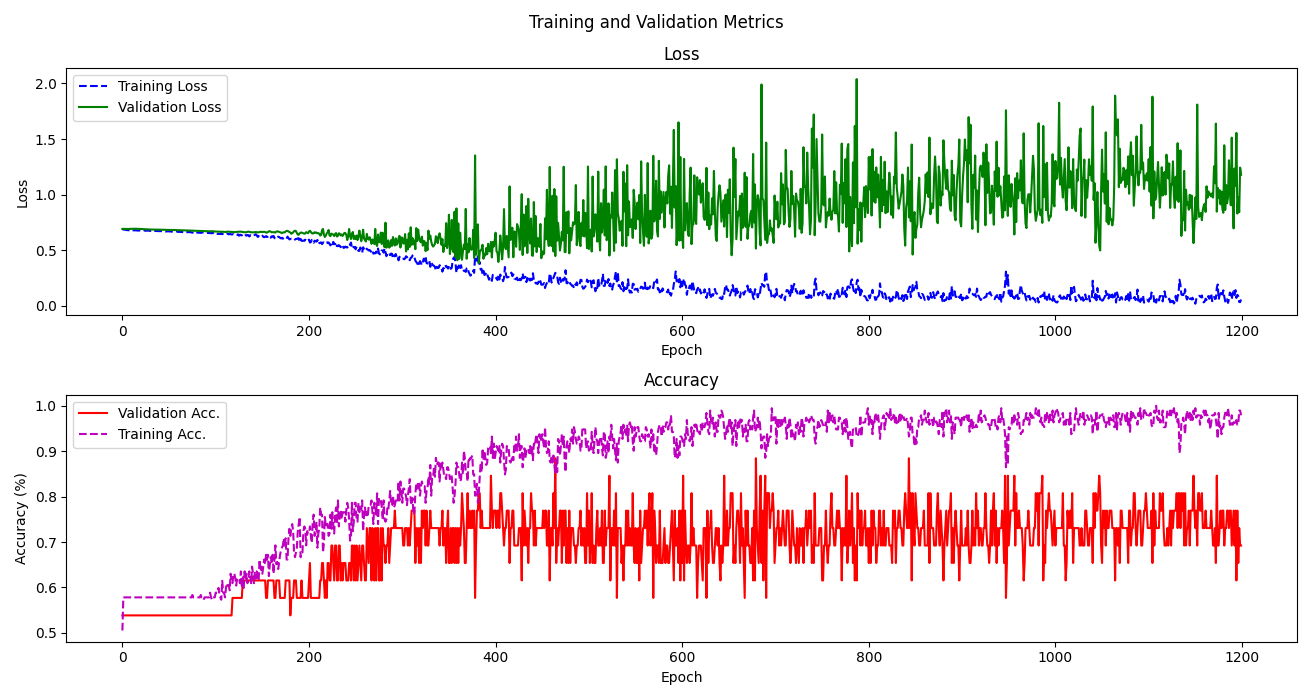 Training and Validation Metrics
Loss
Training Loss
Validation Loss
2.0
1.5
1.0
0.5
0.0
Loss
0
200
400
600
800
1000
1200
Epoch
Accuracy
Validation Acc.
Training Acc.
1.0
0.9
0.8
0.7
0.6
0.5
Accuracy (%)
0
200
400
600
800
1000
1200
Epoch